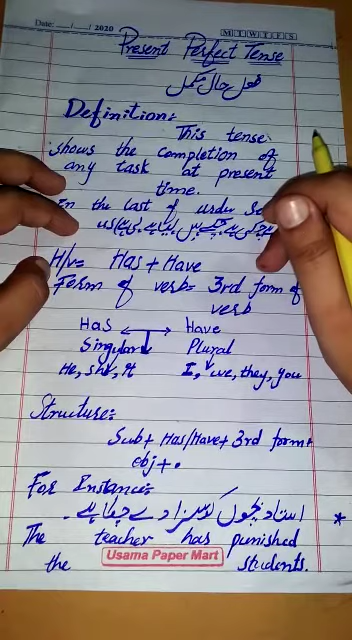 Date: __/__/2020
M T W T F S
Present Perfect Tense
فعل حال مکمل
Definition:
This tense
shows the completion of
any task at present
time.
In the last of urdu
H/v= Has + Have
Form of verb= 3rd form of
verb
Has ↔ Have
Singular Plural
He, she, it I, we, they, you
Structure:
Sub + Has/Have + 3rd form +
obj + .
For Instance:
استاد بچوں کو سزا دے چکا ہے۔ *
The teacher has punished
Usama Paper Mart
the students.